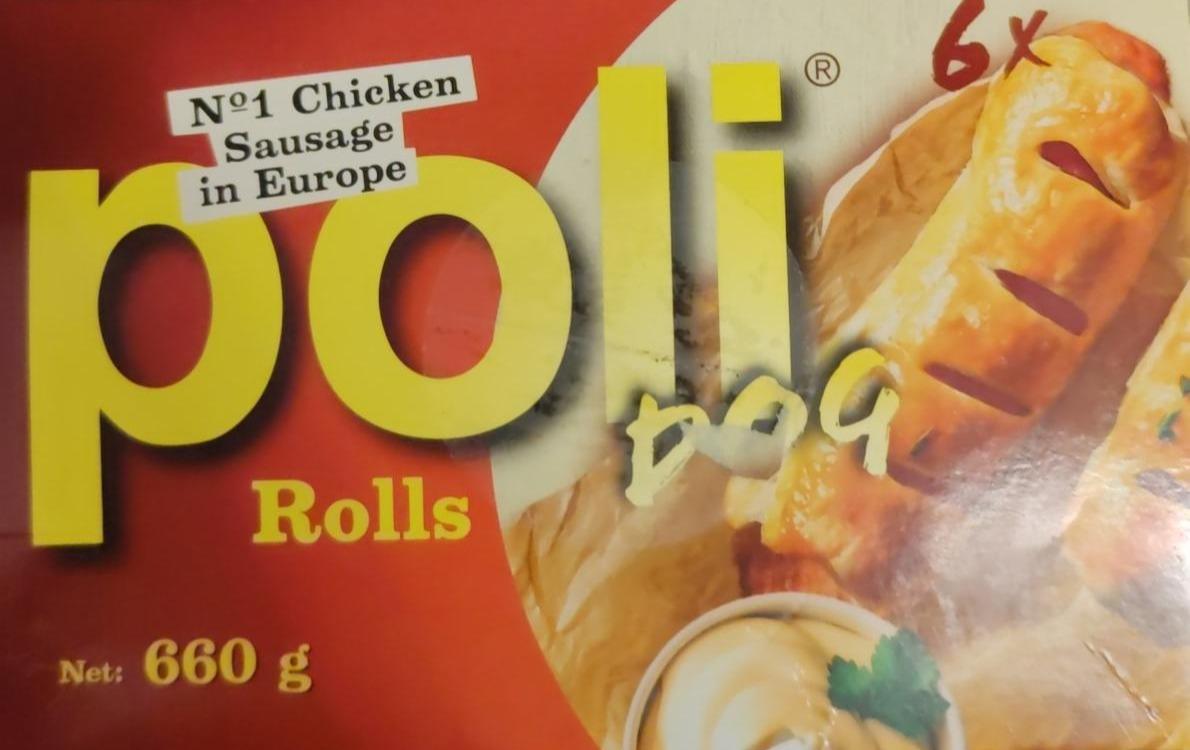 Nº1 Chicken
Sausage
in Europe
poli®
DOG
6x
Rolls
Net: 660 g